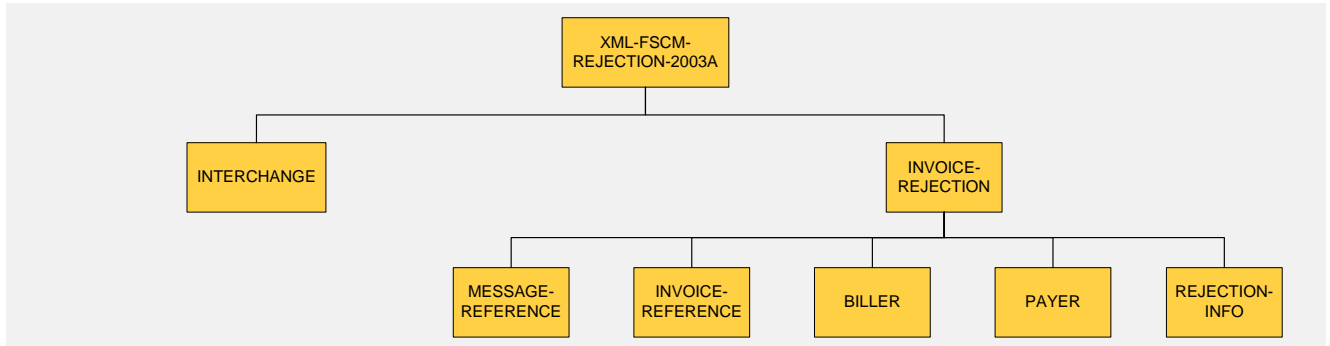 XML-FSCM-
REJECTION-2003A
INTERCHANGE
INVOICE-
REJECTION
MESSAGE-
REFERENCE
INVOICE-
REFERENCE
BILLER
PAYER
REJECTION-
INFO